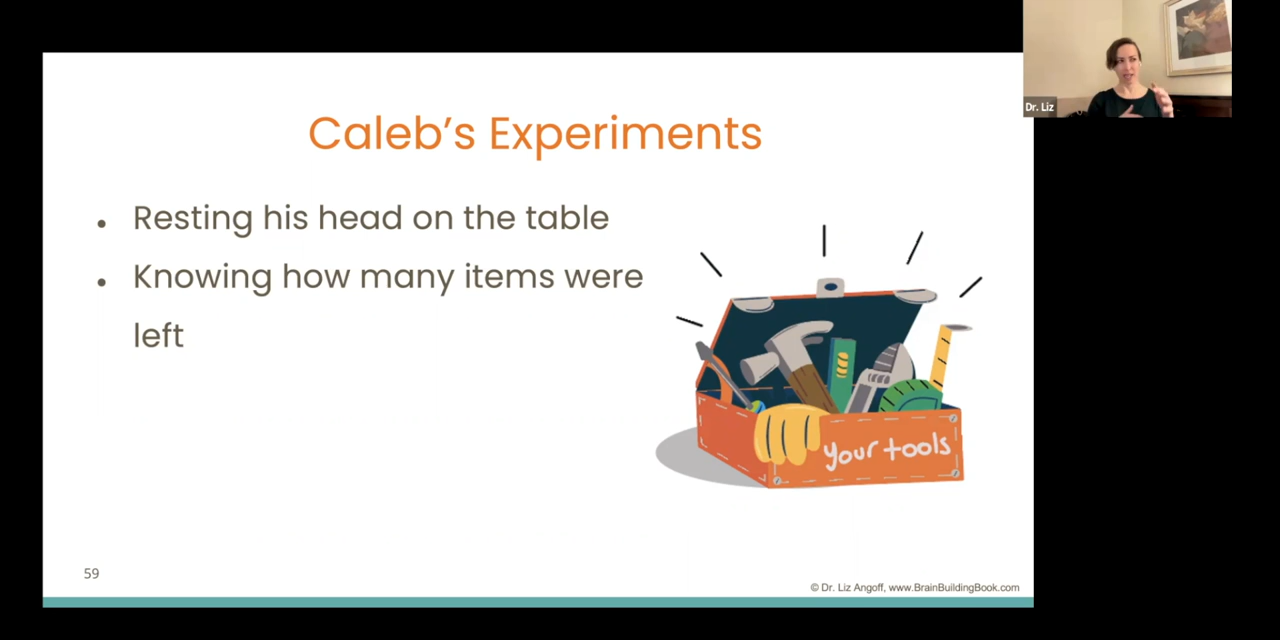 Dr. Liz
Caleb’s Experiments
• Resting his head on the table
• Knowing how many items were
left
your tools
59
© Dr. Liz Angoff, www.BrainBuildingBook.com